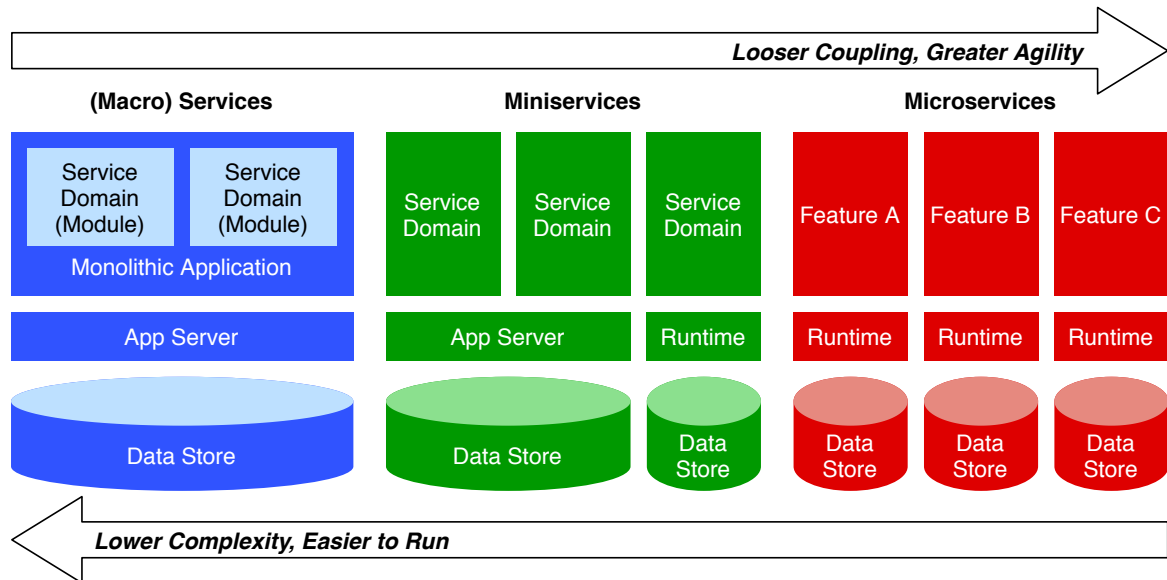 Looser Coupling, Greater Agility
(Macro) Services
Miniservices
Microservices
Service
Domain
(Module)
Service
Domain
(Module)
Monolithic Application
Service
Domain
Service
Domain
Service
Domain
Feature A
Feature B
Feature C
App Server
App Server
Runtime
Runtime
Runtime
Runtime
Data Store
Data Store
Data
Store
Data
Store
Data
Store
Data
Store
Lower Complexity, Easier to Run